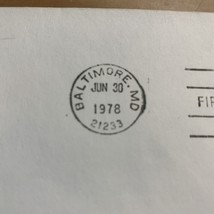 BALTIMORE, MD
JUN 30
1978
21233
FIR